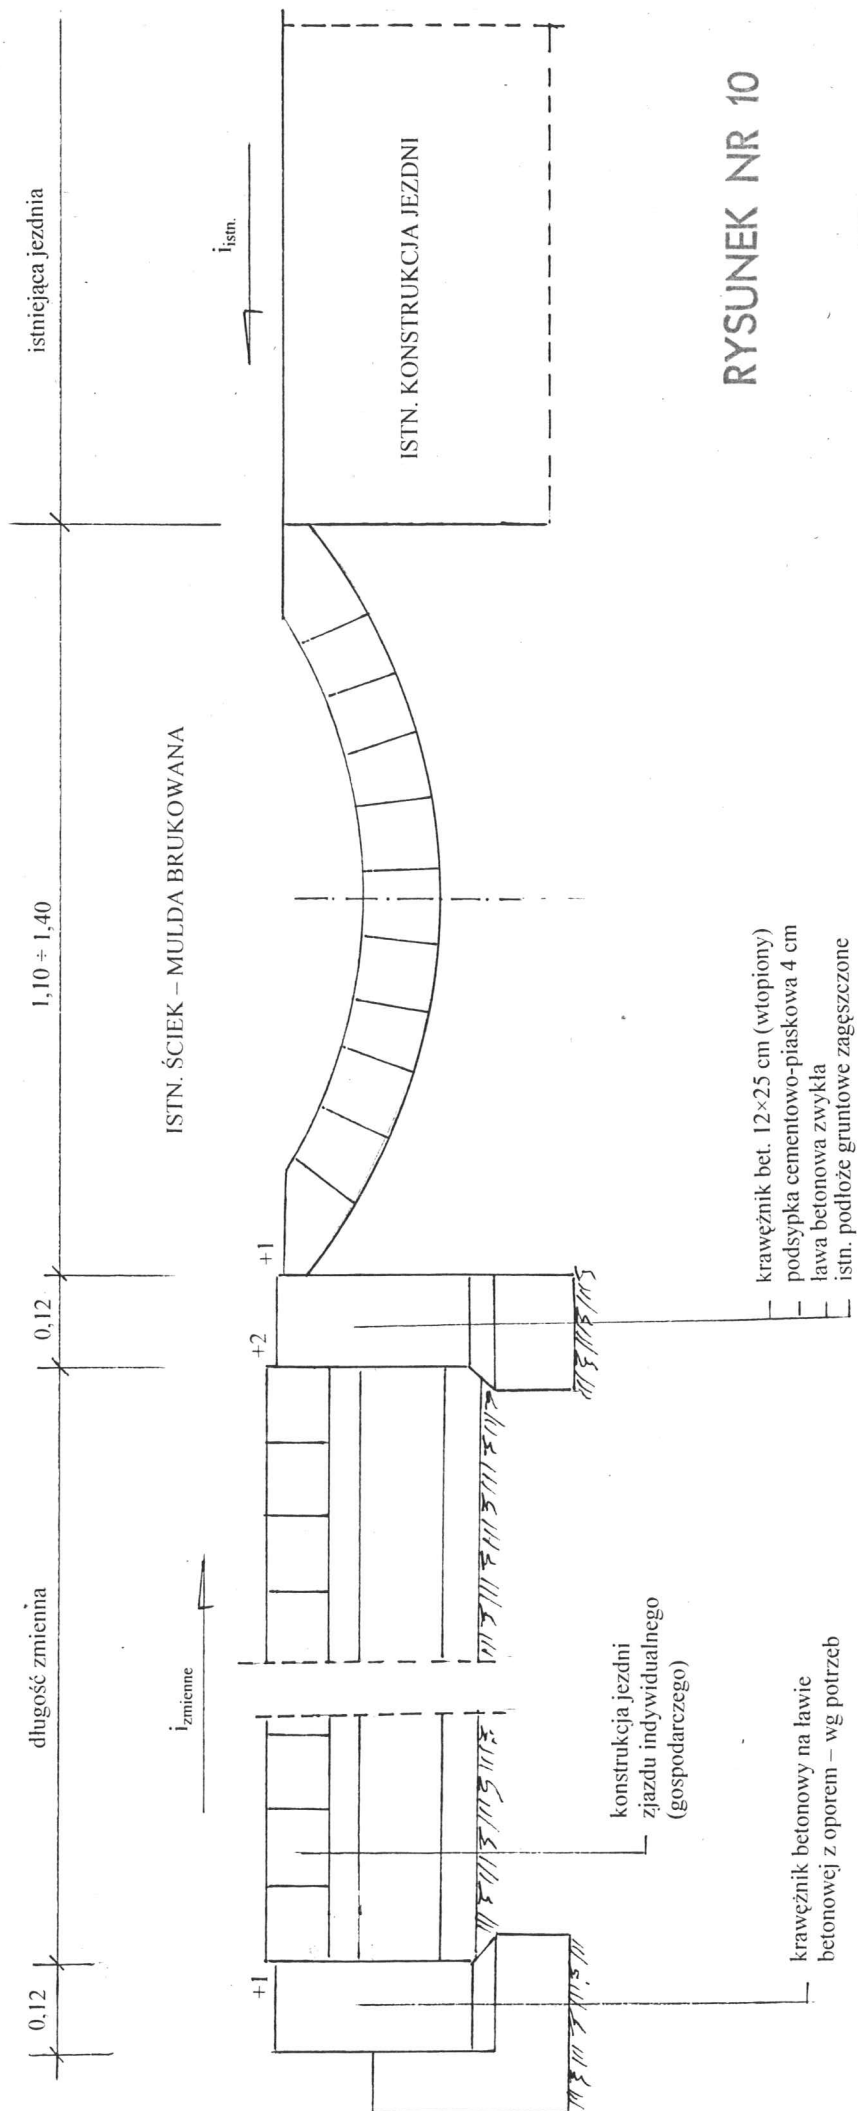 0,12
długość zmienna
0,12
1,10 ÷ 1,40
istniejąca jezdnia
ISTN. ŚCIEK – MULDA BRUKOWANA
i zmienne
i istn.
+1
+2
+1
ISTN. KONSTRUKCJA JEZDNI
konstrukcja jezdni
zjazdu indywidualnego
(gospodarczego)
krawężnik betonowy na ławie
betonowej z oporem – wg potrzeb
krawężnik bet. 12×25 cm (wtopiony)
podsypka cementowo-piaskowa 4 cm
ława betonowa zwykła
istn. podłoże gruntowe zagęszczone
RYSUNEK NR 10